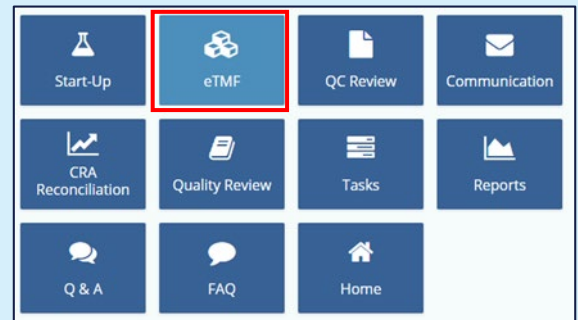 Start-Up
eTMF
QC Review
Communication
CRA
Reconciliation
Quality Review
Tasks
Reports
Q & A
FAQ
Home